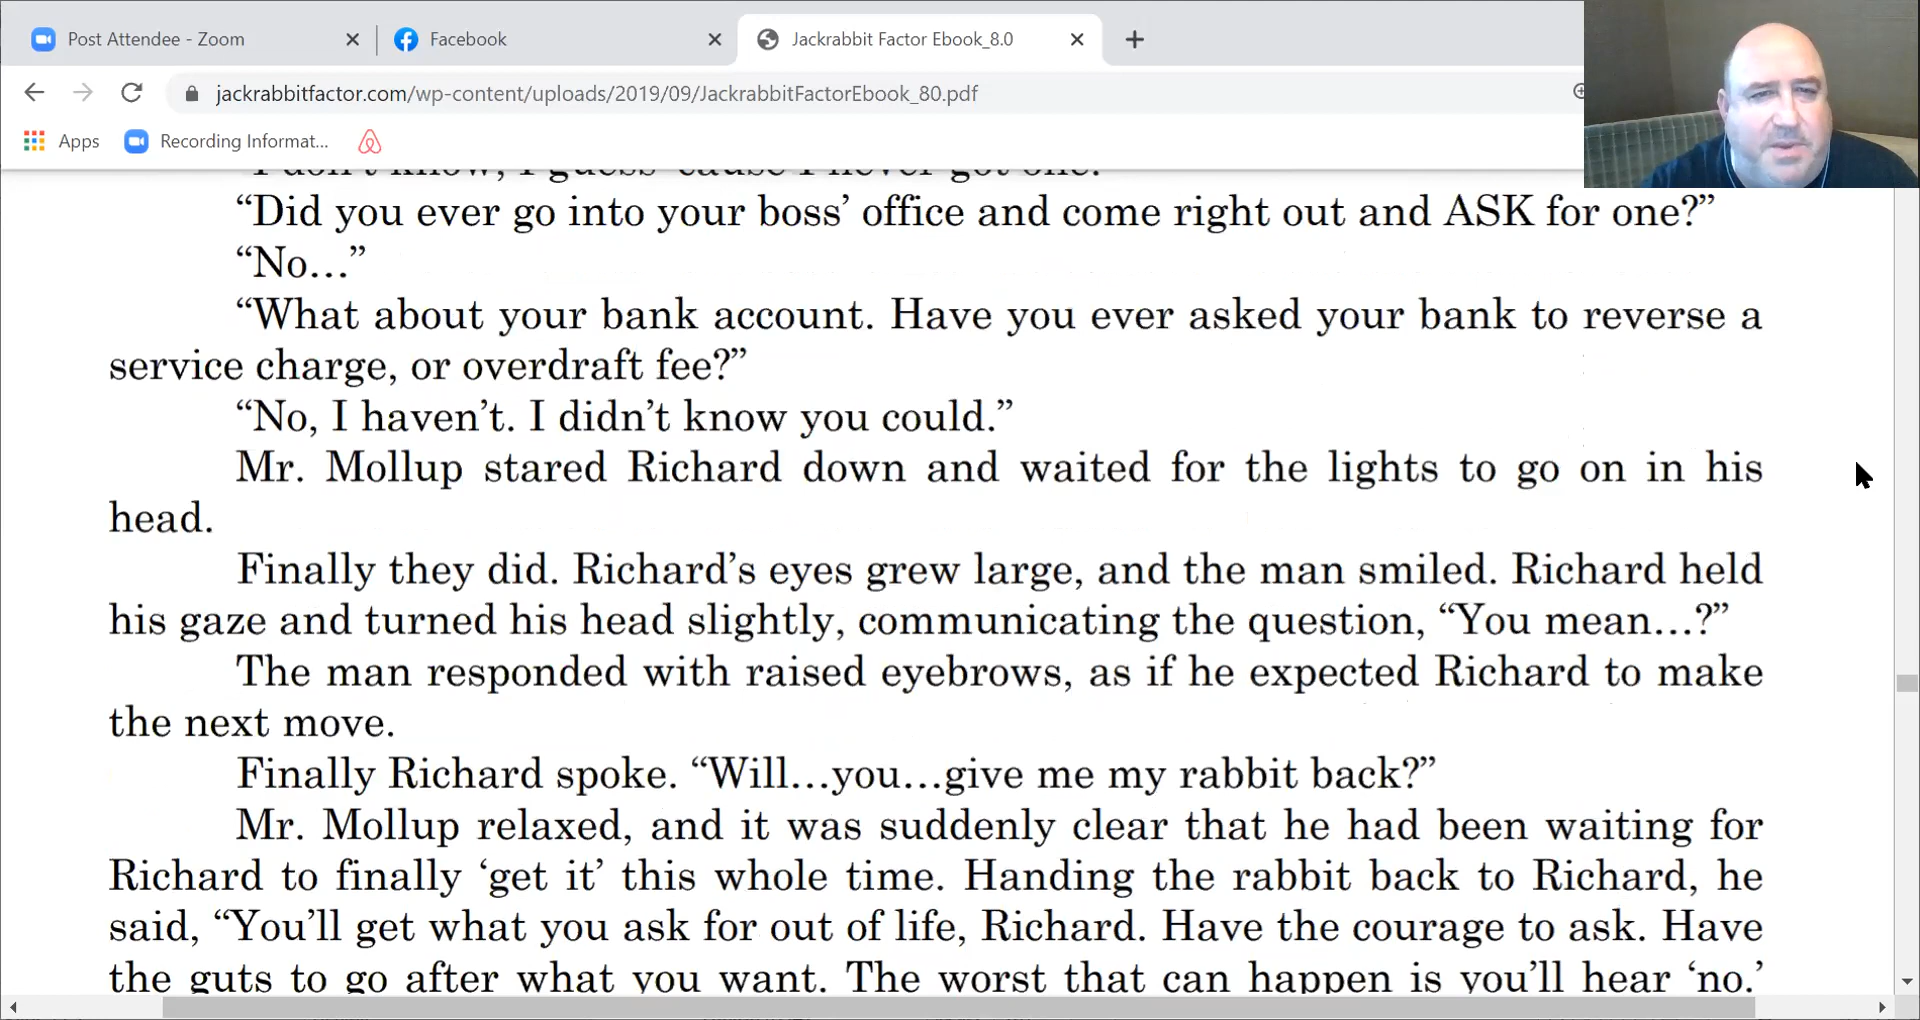 Post Attendee - Zoom
Facebook
Jackrabbit Factor Ebook_8.0
jackrabbitfactor.com/wp-content/uploads/2019/09/JackrabbitFactorEbook_80.pdf
Apps
Recording Informat...
“I don’t know, I guess ’cause I never got one.
“Did you ever go into your boss’ office and come right out and ASK for one?”
“No...”
“What about your bank account. Have you ever asked your bank to reverse a
service charge, or overdraft fee?”
“No, I haven’t. I didn’t know you could.”
Mr. Mollup stared Richard down and waited for the lights to go on in his
head.
Finally they did. Richard’s eyes grew large, and the man smiled. Richard held
his gaze and turned his head slightly, communicating the question, “You mean...?”
The man responded with raised eyebrows, as if he expected Richard to make
the next move.
Finally Richard spoke. “Will...you...give me my rabbit back?”
Mr. Mollup relaxed, and it was suddenly clear that he had been waiting for
Richard to finally ‘get it’ this whole time. Handing the rabbit back to Richard, he
said, “You’ll get what you ask for out of life, Richard. Have the courage to ask. Have
the guts to go after what you want. The worst that can happen is you’ll hear ‘no.’